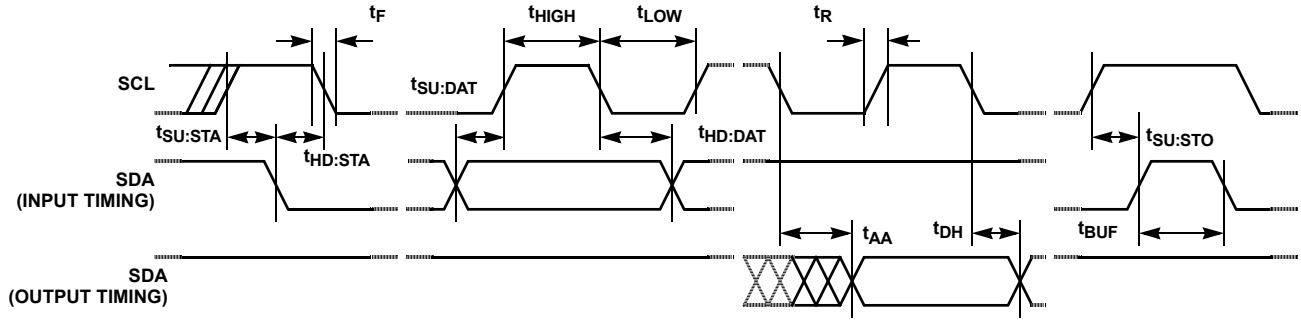 tF
tHIGH
tLOW
tR
SCL
tSU:DAT
tSU:STA
tHD:STA
tHD:DAT
tSU:STO
SDA
(INPUT TIMING)
tAA
tDH
tBUF
SDA
(OUTPUT TIMING)